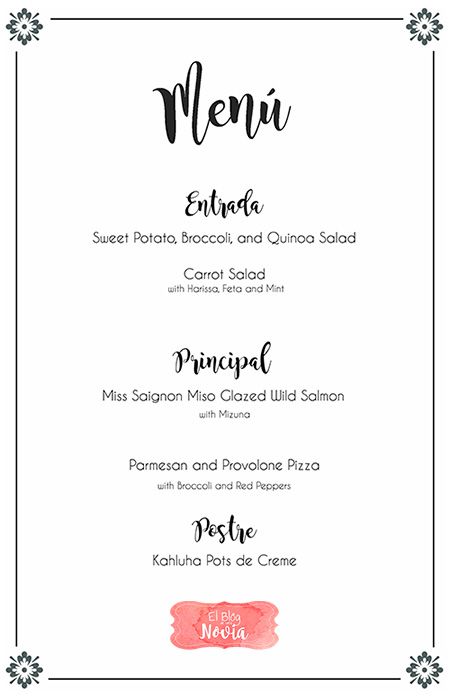 Menú
Entrada
Sweet Potato, Broccoli, and Quinoa Salad
Carrot Salad
with Harissa, Feta and Mint
Principal
Miss Saignon Miso Glazed Wild Salmon
with Mizuna
Parmesan and Provolone Pizza
with Broccoli and Red Peppers
Postre
Kahluha Pots de Creme
El Blog
Novia